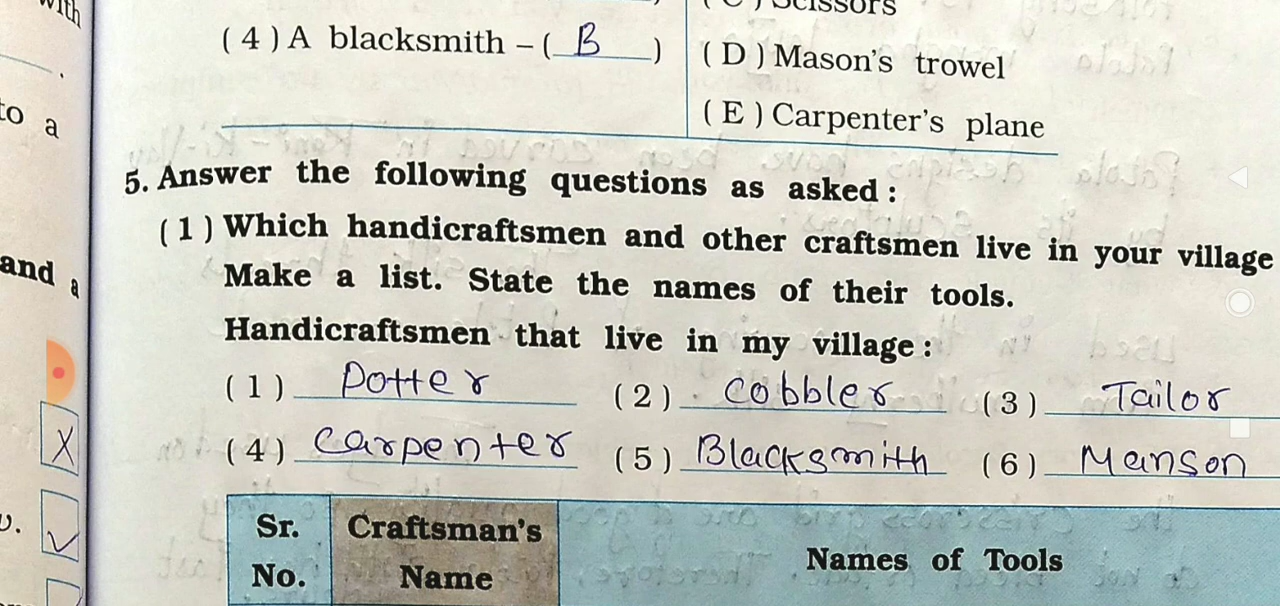 with
( C ) Scissors
( 4 ) A blacksmith – ( B )
( D ) Mason's trowel
to a
( E ) Carpenter's plane
5. Answer the following questions as asked :
( 1 ) Which handicraftsmen and other craftsmen live in your village
and a
Make a list. State the names of their tools.
Handicraftsmen that live in my village :
( 1 ) Potter ( 2 ) cobbler ( 3 ) Tailor
( 4 ) carpenter ( 5 ) Blacksmith ( 6 ) Manson
Sr. No. Craftsman's Name Names of Tools